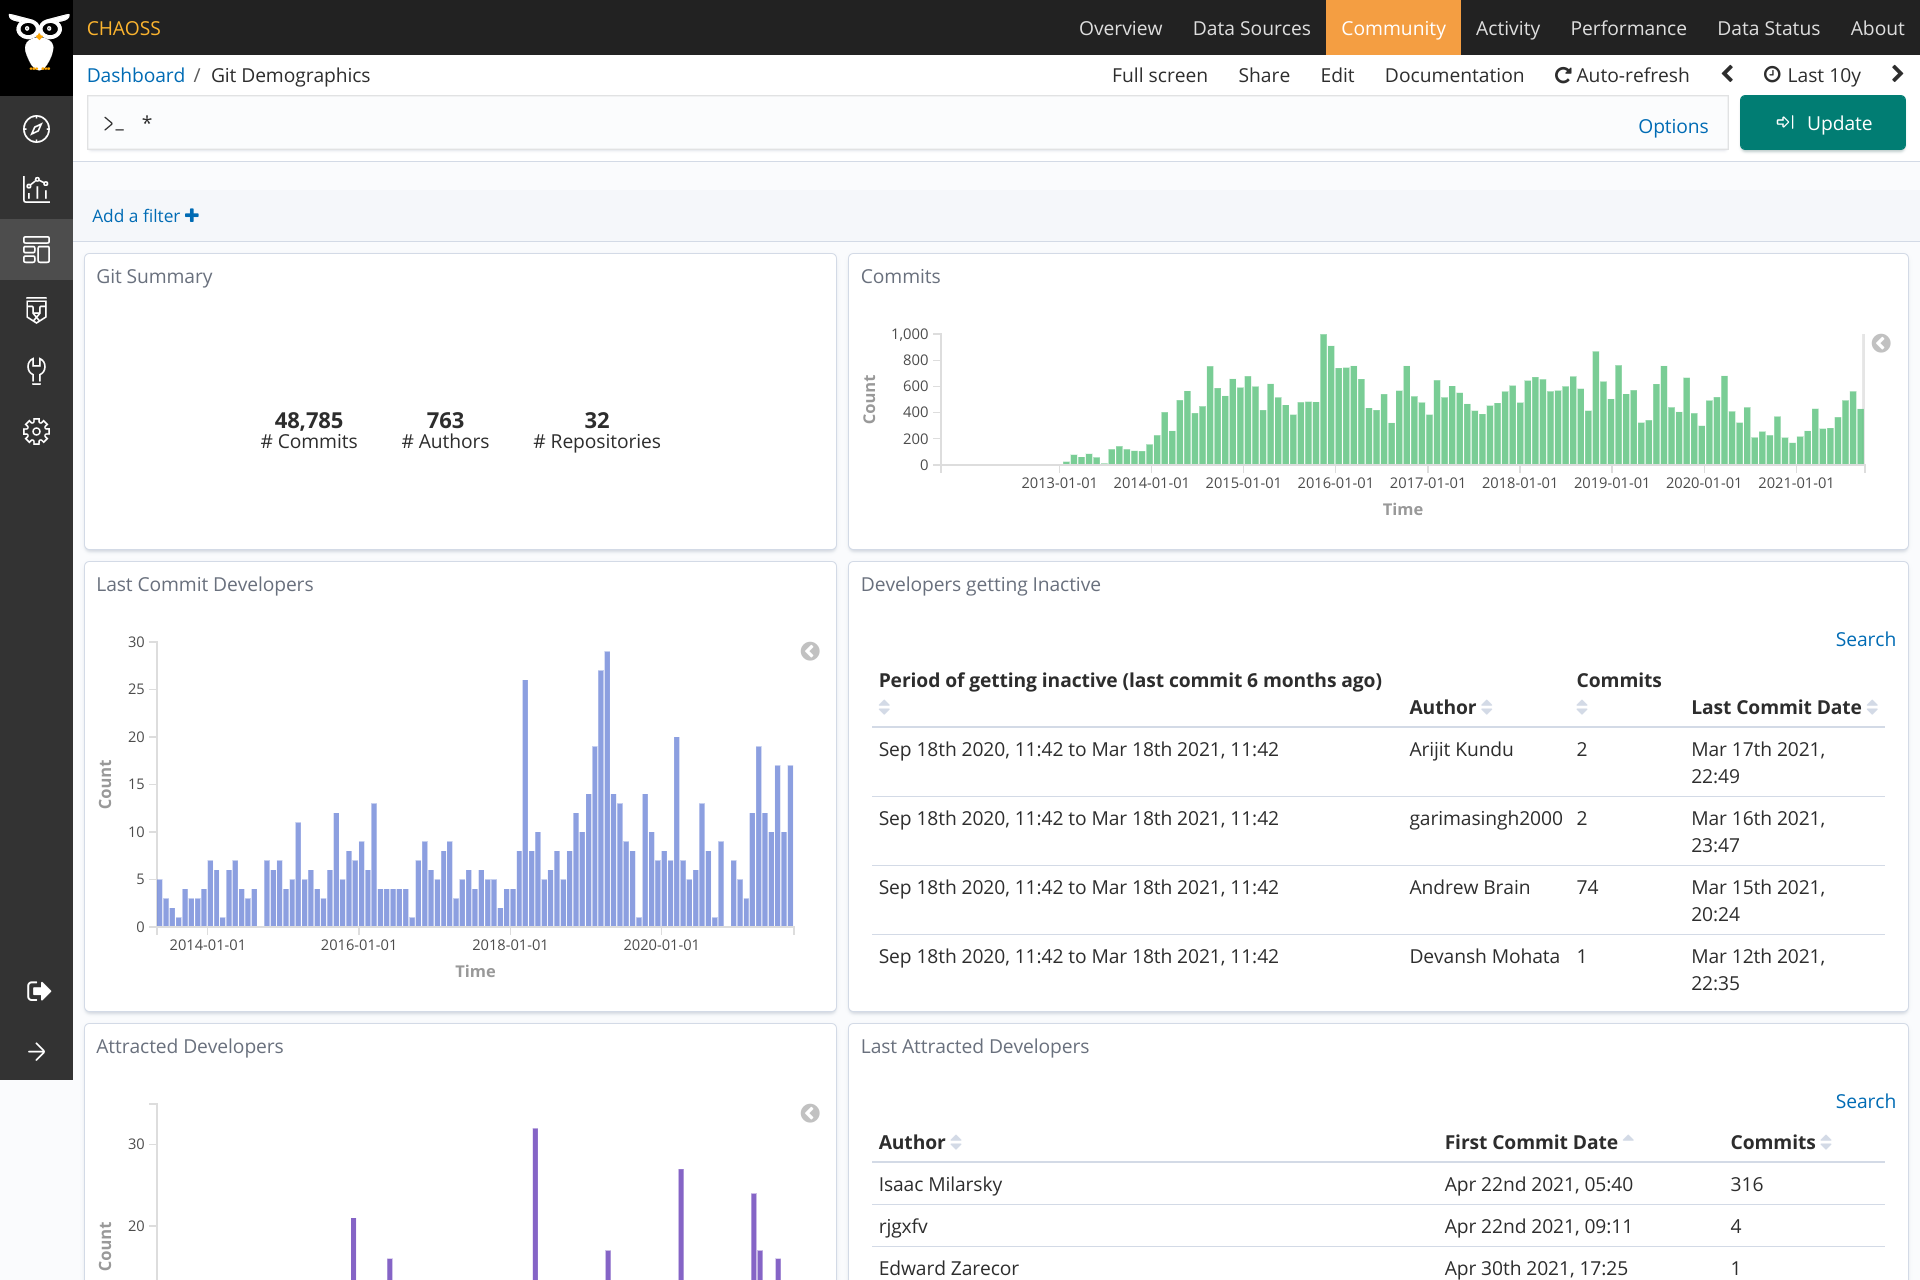 CHAOSS
Overview Data Sources Community Activity Performance Data Status About
Dashboard / Git Demographics
Full screen Share Edit Documentation Auto-refresh Last 10y
>_ *
Options
Update
Add a filter
Git Summary
48,785 763 32
# Commits # Authors # Repositories
Commits
1,000
800
600
400
200
0
Count
2013-01-01 2014-01-01 2015-01-01 2016-01-01 2017-01-01 2018-01-01 2019-01-01 2020-01-01 2021-01-01
Time
Last Commit Developers
30
25
20
15
10
5
0
Count
2014-01-01 2016-01-01 2018-01-01 2020-01-01
Time
Developers getting Inactive
Search
Period of getting inactive (last commit 6 months ago) Author Commits Last Commit Date
Sep 18th 2020, 11:42 to Mar 18th 2021, 11:42 Arijit Kundu 2 Mar 17th 2021,
22:49
Sep 18th 2020, 11:42 to Mar 18th 2021, 11:42 garimasingh2000 2 Mar 16th 2021,
23:47
Sep 18th 2020, 11:42 to Mar 18th 2021, 11:42 Andrew Brain 74 Mar 15th 2021,
20:24
Sep 18th 2020, 11:42 to Mar 18th 2021, 11:42 Devansh Mohata 1 Mar 12th 2021,
22:35
Attracted Developers
30
20
Count
Last Attracted Developers
Search
Author First Commit Date Commits
Isaac Milarsky Apr 22nd 2021, 05:40 316
rjgxfv Apr 22nd 2021, 09:11 4
Edward Zarecor Apr 30th 2021, 17:25 1